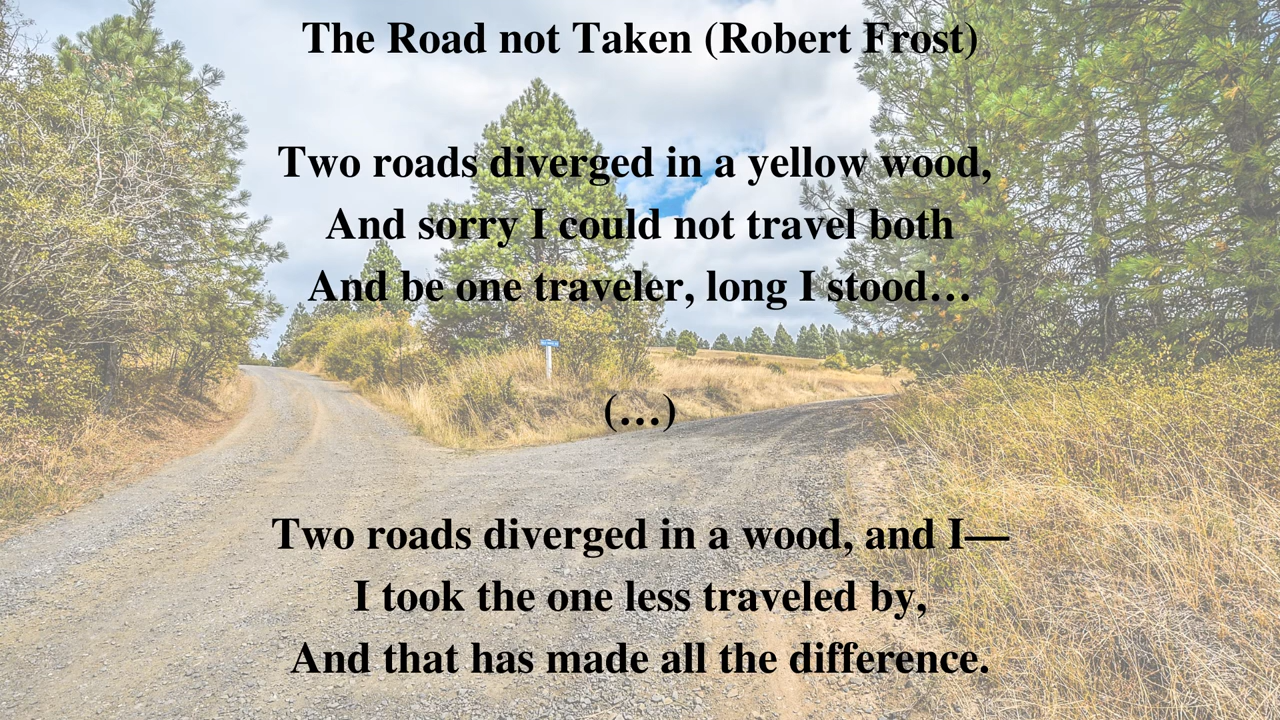 The Road not Taken (Robert Frost)
Two roads diverged in a yellow wood,
And sorry I could not travel both
And be one traveler, long I stood…
(…)
Two roads diverged in a wood, and I—
I took the one less traveled by,
And that has made all the difference.